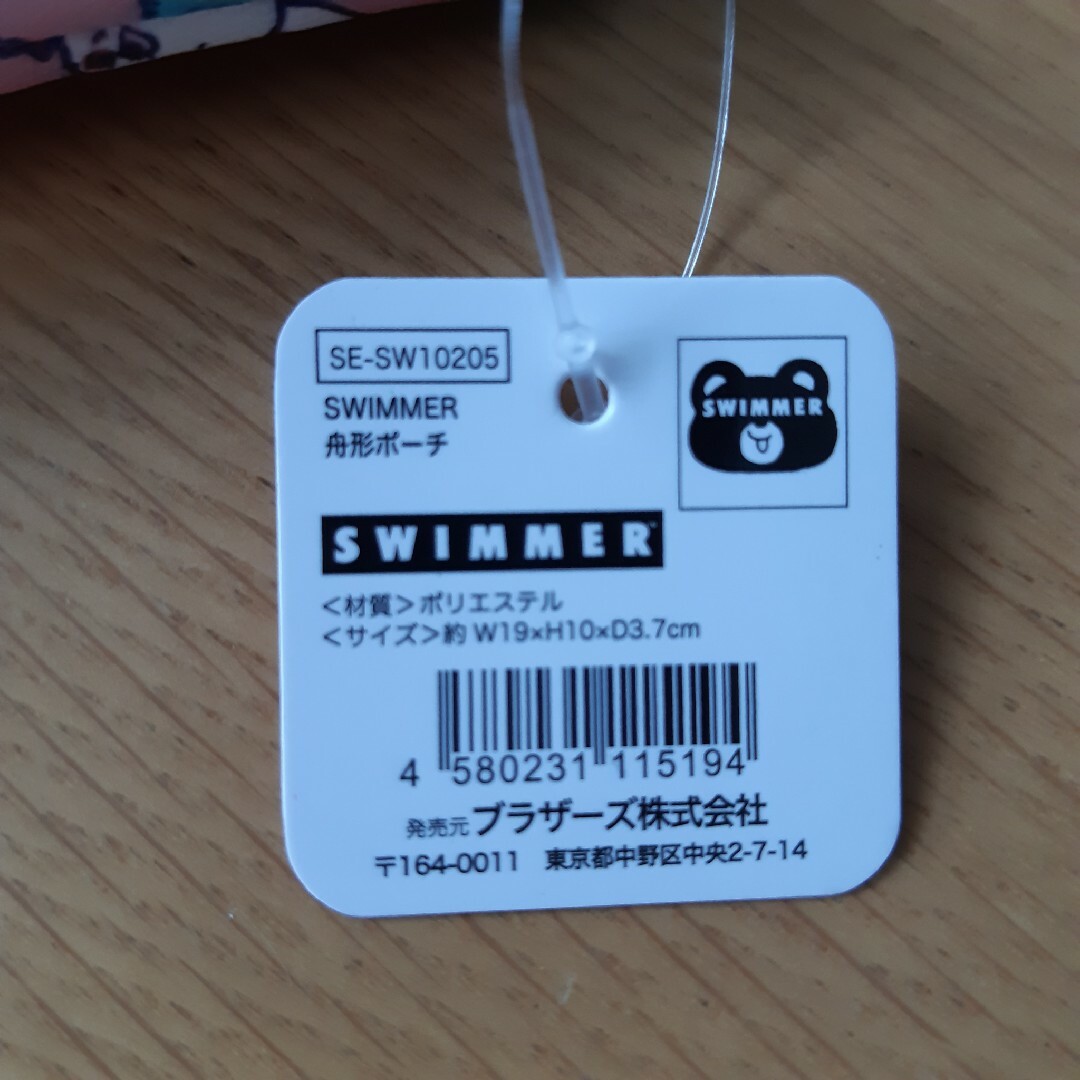 SE-SW10205
SWIMMER
舟形ポーチ
SWIMMER
SWIMMER™
＜材質＞ポリエステル
＜サイズ＞約 W19×H10×D3.7cm
4 580231 115194
発売元 ブラザーズ株式会社
〒164-0011 東京都中野区中央2-7-14